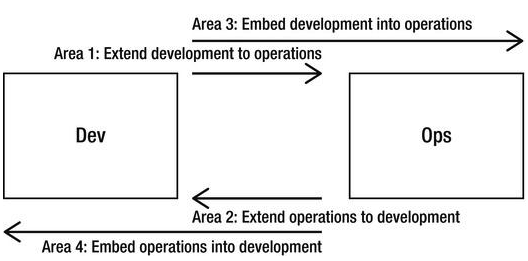 Area 3: Embed development into operations
Area 1: Extend development to operations
Dev
Ops
Area 2: Extend operations to development
Area 4: Embed operations into development